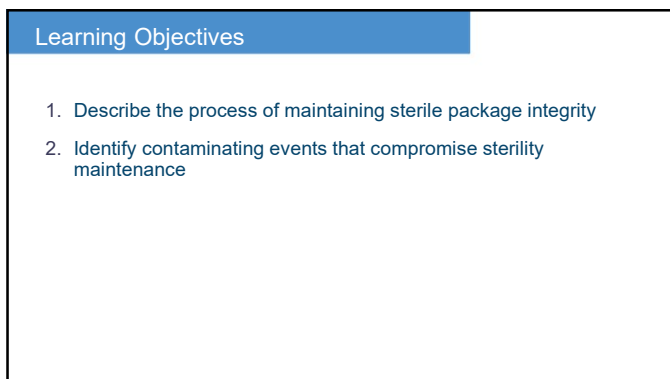 Learning Objectives
1. Describe the process of maintaining sterile package integrity
2. Identify contaminating events that compromise sterility
maintenance